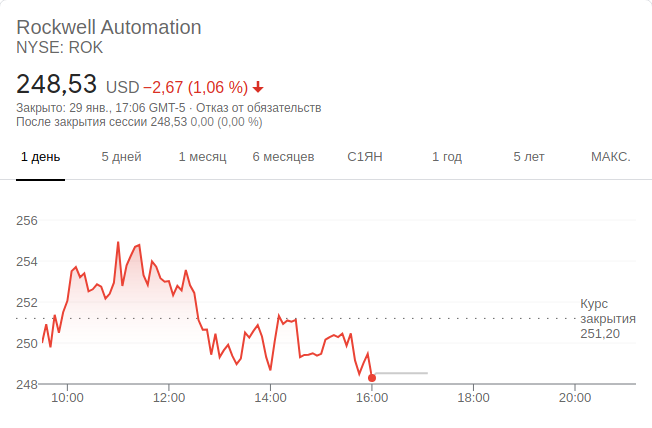 Rockwell Automation
NYSE: ROK
248,53 USD −2,67 (1,06 %)
Закрыто: 29 янв., 17:06 GMT-5 · Отказ от обязательств
После закрытия сессии 248,53 0,00 (0,00 %)
1 день 5 дней 1 месяц 6 месяцев С1ЯН 1 год 5 лет МАКС.
256
254
252
250
248
Курс
закрытия
251,20
10:00 12:00 14:00 16:00 18:00 20:00